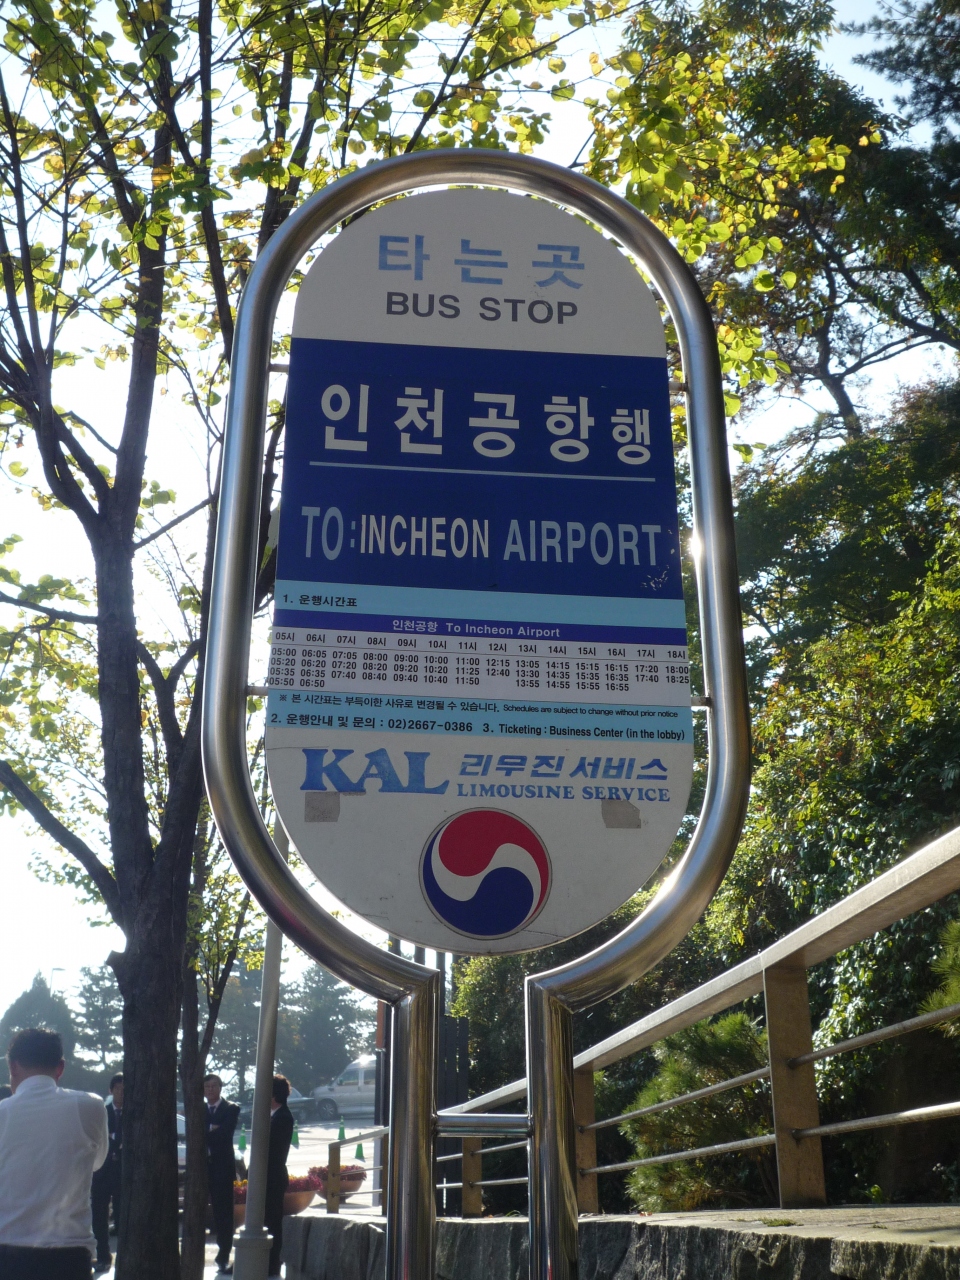 타는곳
BUS STOP
인천공항행
TO:INCHEON AIRPORT
1. 운행시간표
인천공항 To Incheon Airport
05시 06시 07시 08시 09시 10시 11시 12시 13시 14시 15시 16시 17시 18시
05:00 06:05 07:05 08:00 09:00 10:00 11:00 12:15 13:05 14:15 15:15 16:15 17:20 18:00
05:20 06:20 07:20 08:20 09:20 10:20 11:25 12:40 13:30 14:35 15:35 16:35 17:40 18:25
05:35 06:35 07:40 08:40 09:40 10:40 11:50 13:55 14:55 15:55 16:55
05:50 06:50
※ 본 시간표는 부득이한 사유로 변경될 수 있습니다. Schedules are subject to change without prior notice
2. 운행안내 및 문의 : 02)2667-0386 3. Ticketing : Business Center (in the lobby)
KAL 리무진 서비스
LIMOUSINE SERVICE